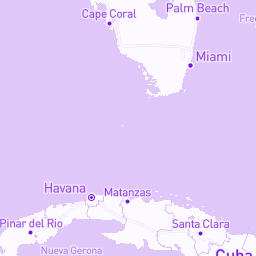 Palm Beach
Cape Coral
Free
Miami
Havana
Matanzas
Pinar del Rio
Santa Clara
Nueva Gerona
Cuba